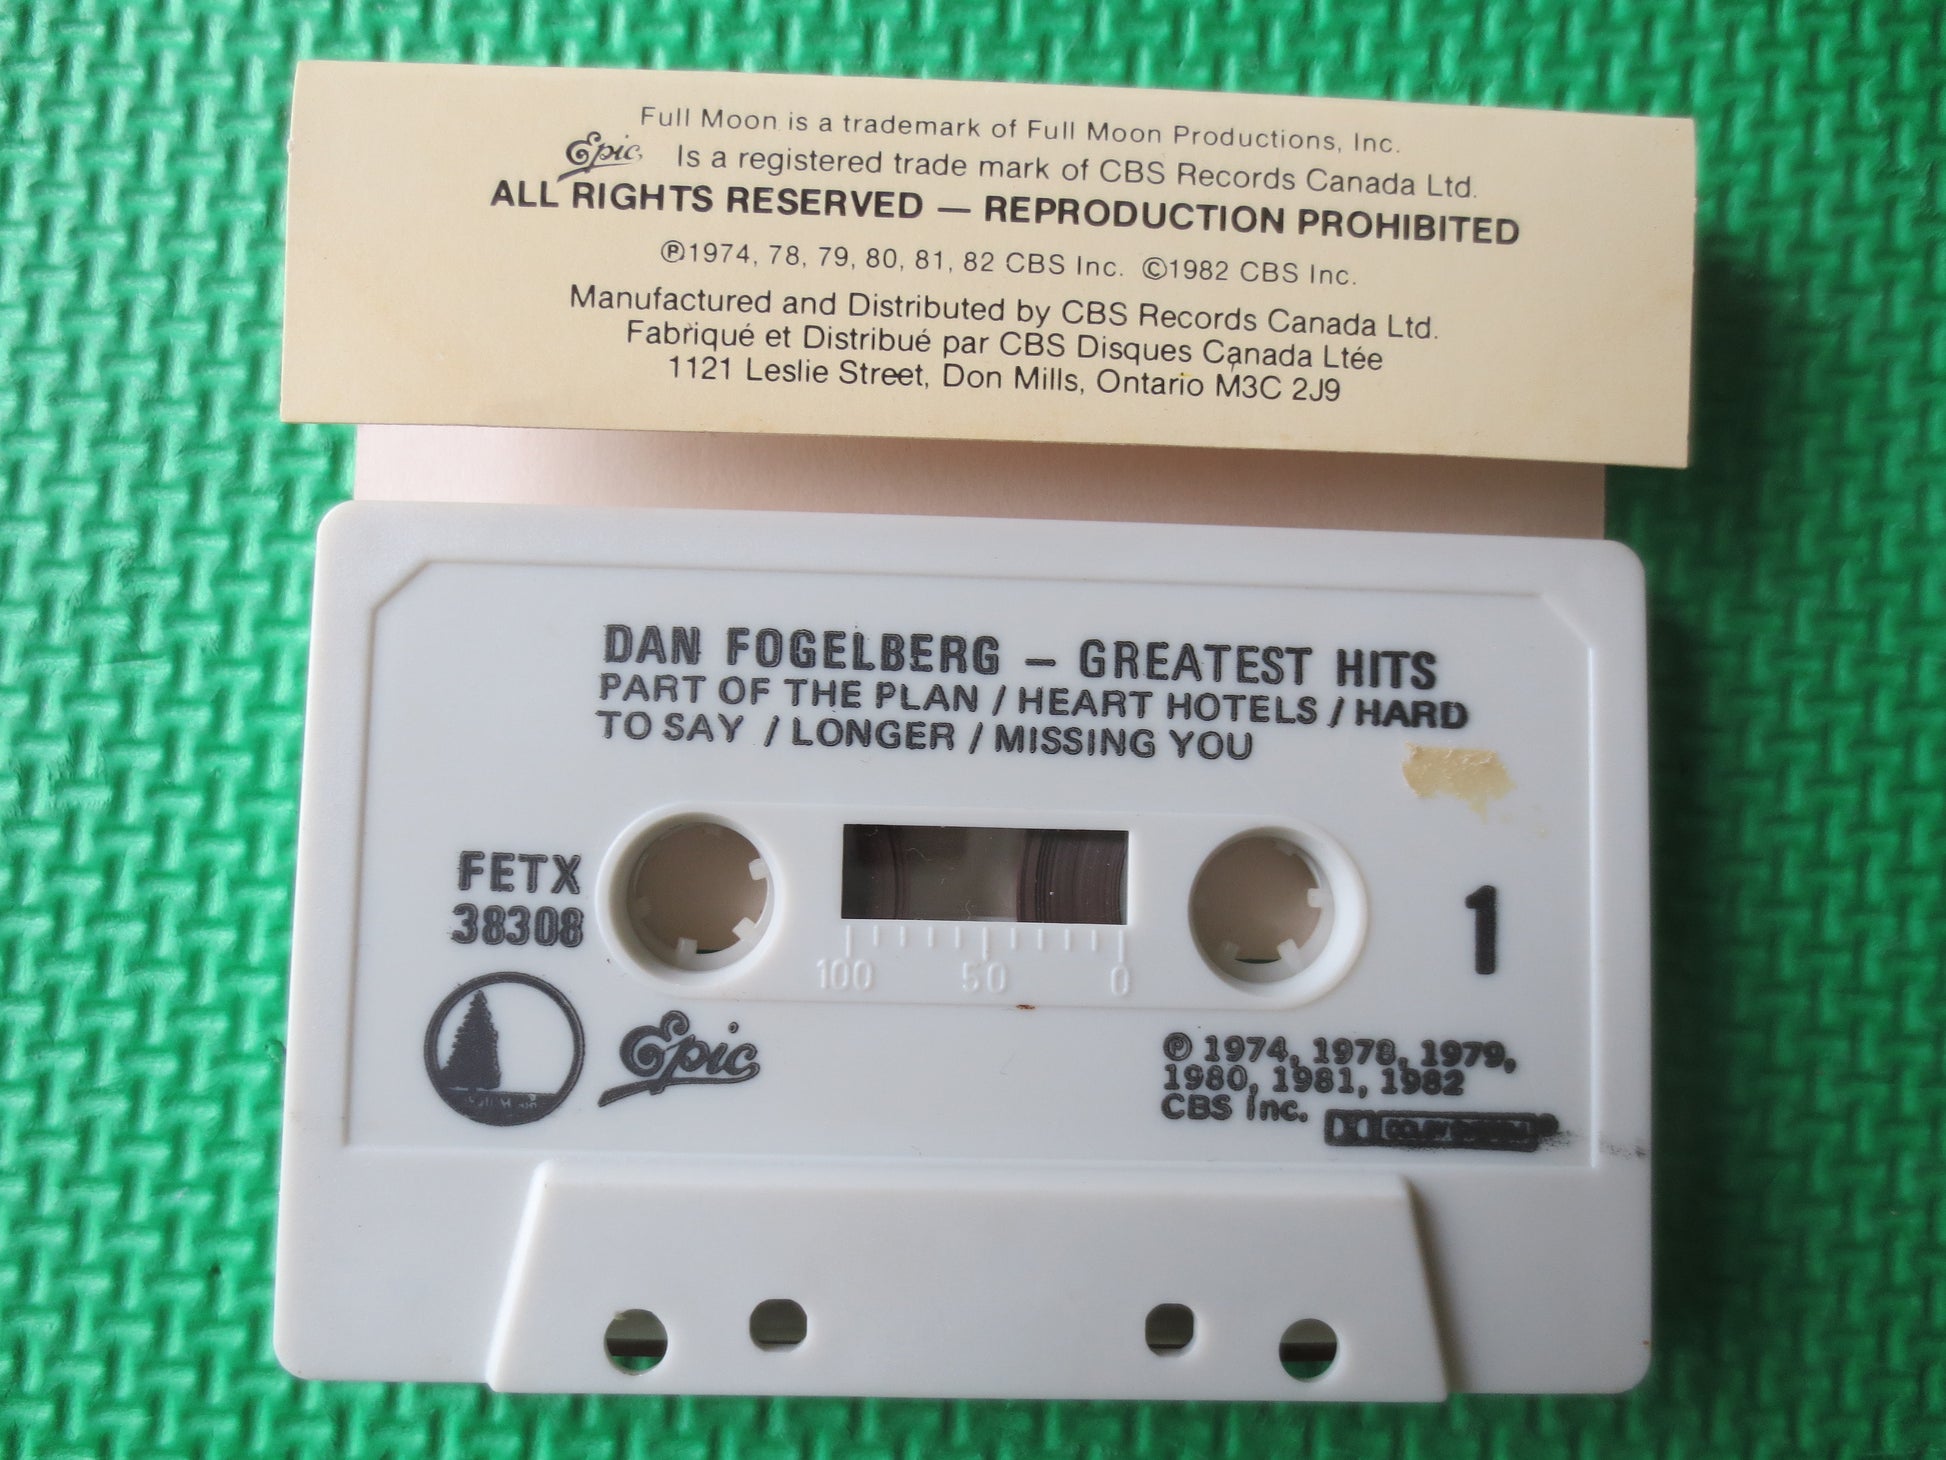 Full Moon is a trademark of Full Moon Productions, Inc.
Epic Is a registered trade mark of CBS Records Canada Ltd.
ALL RIGHTS RESERVED — REPRODUCTION PROHIBITED
Ⓟ1974, 78, 79, 80, 81, 82 CBS Inc. ©1982 CBS Inc.
Manufactured and Distributed by CBS Records Canada Ltd.
Fabriqué et Distribué par CBS Disques Canada Ltée
1121 Leslie Street, Don Mills, Ontario M3C 2J9
DAN FOGELBERG – GREATEST HITS
PART OF THE PLAN / HEART HOTELS / HARD
TO SAY / LONGER / MISSING YOU
FETX
38308
1
100 50 0
Epic
Ⓟ 1974, 1978, 1979,
1980, 1981, 1982
CBS Inc.